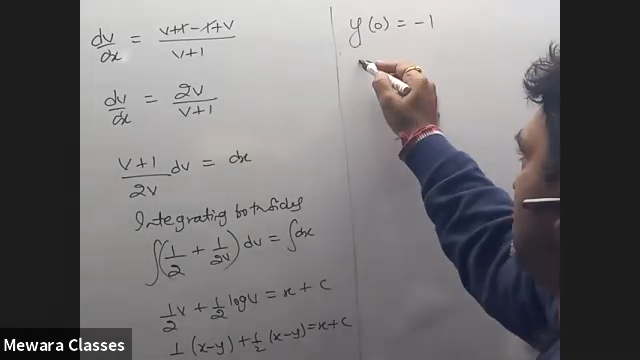 dv/dx = v+1-1+v / v+1
dv/dx = 2v / v+1
v+1 / 2v dv = dx
Integrating both sides
∫(1/2 + 1/2v) dv = ∫dx
1/2 v + 1/2 log v = x + c
1/ (x-y) + 1/2 (x-y) = x + c
y(0) = -1
Mewara Classes